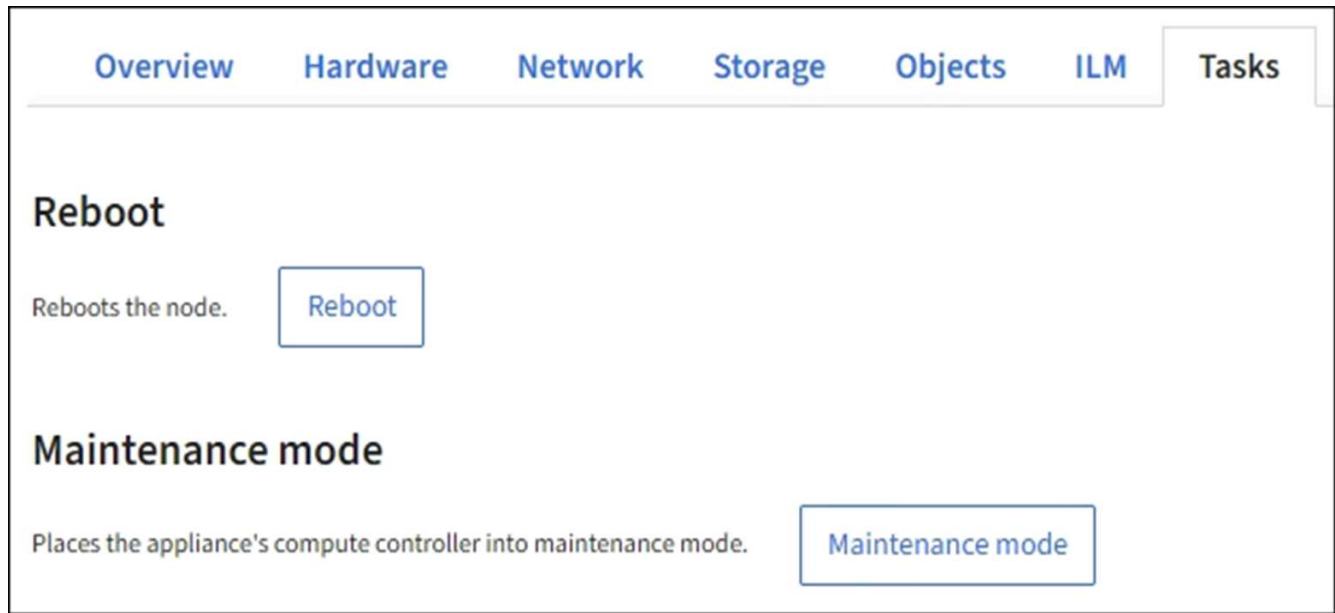 Overview Hardware Network Storage Objects ILM Tasks
Reboot
Reboots the node. Reboot
Maintenance mode
Places the appliance's compute controller into maintenance mode. Maintenance mode